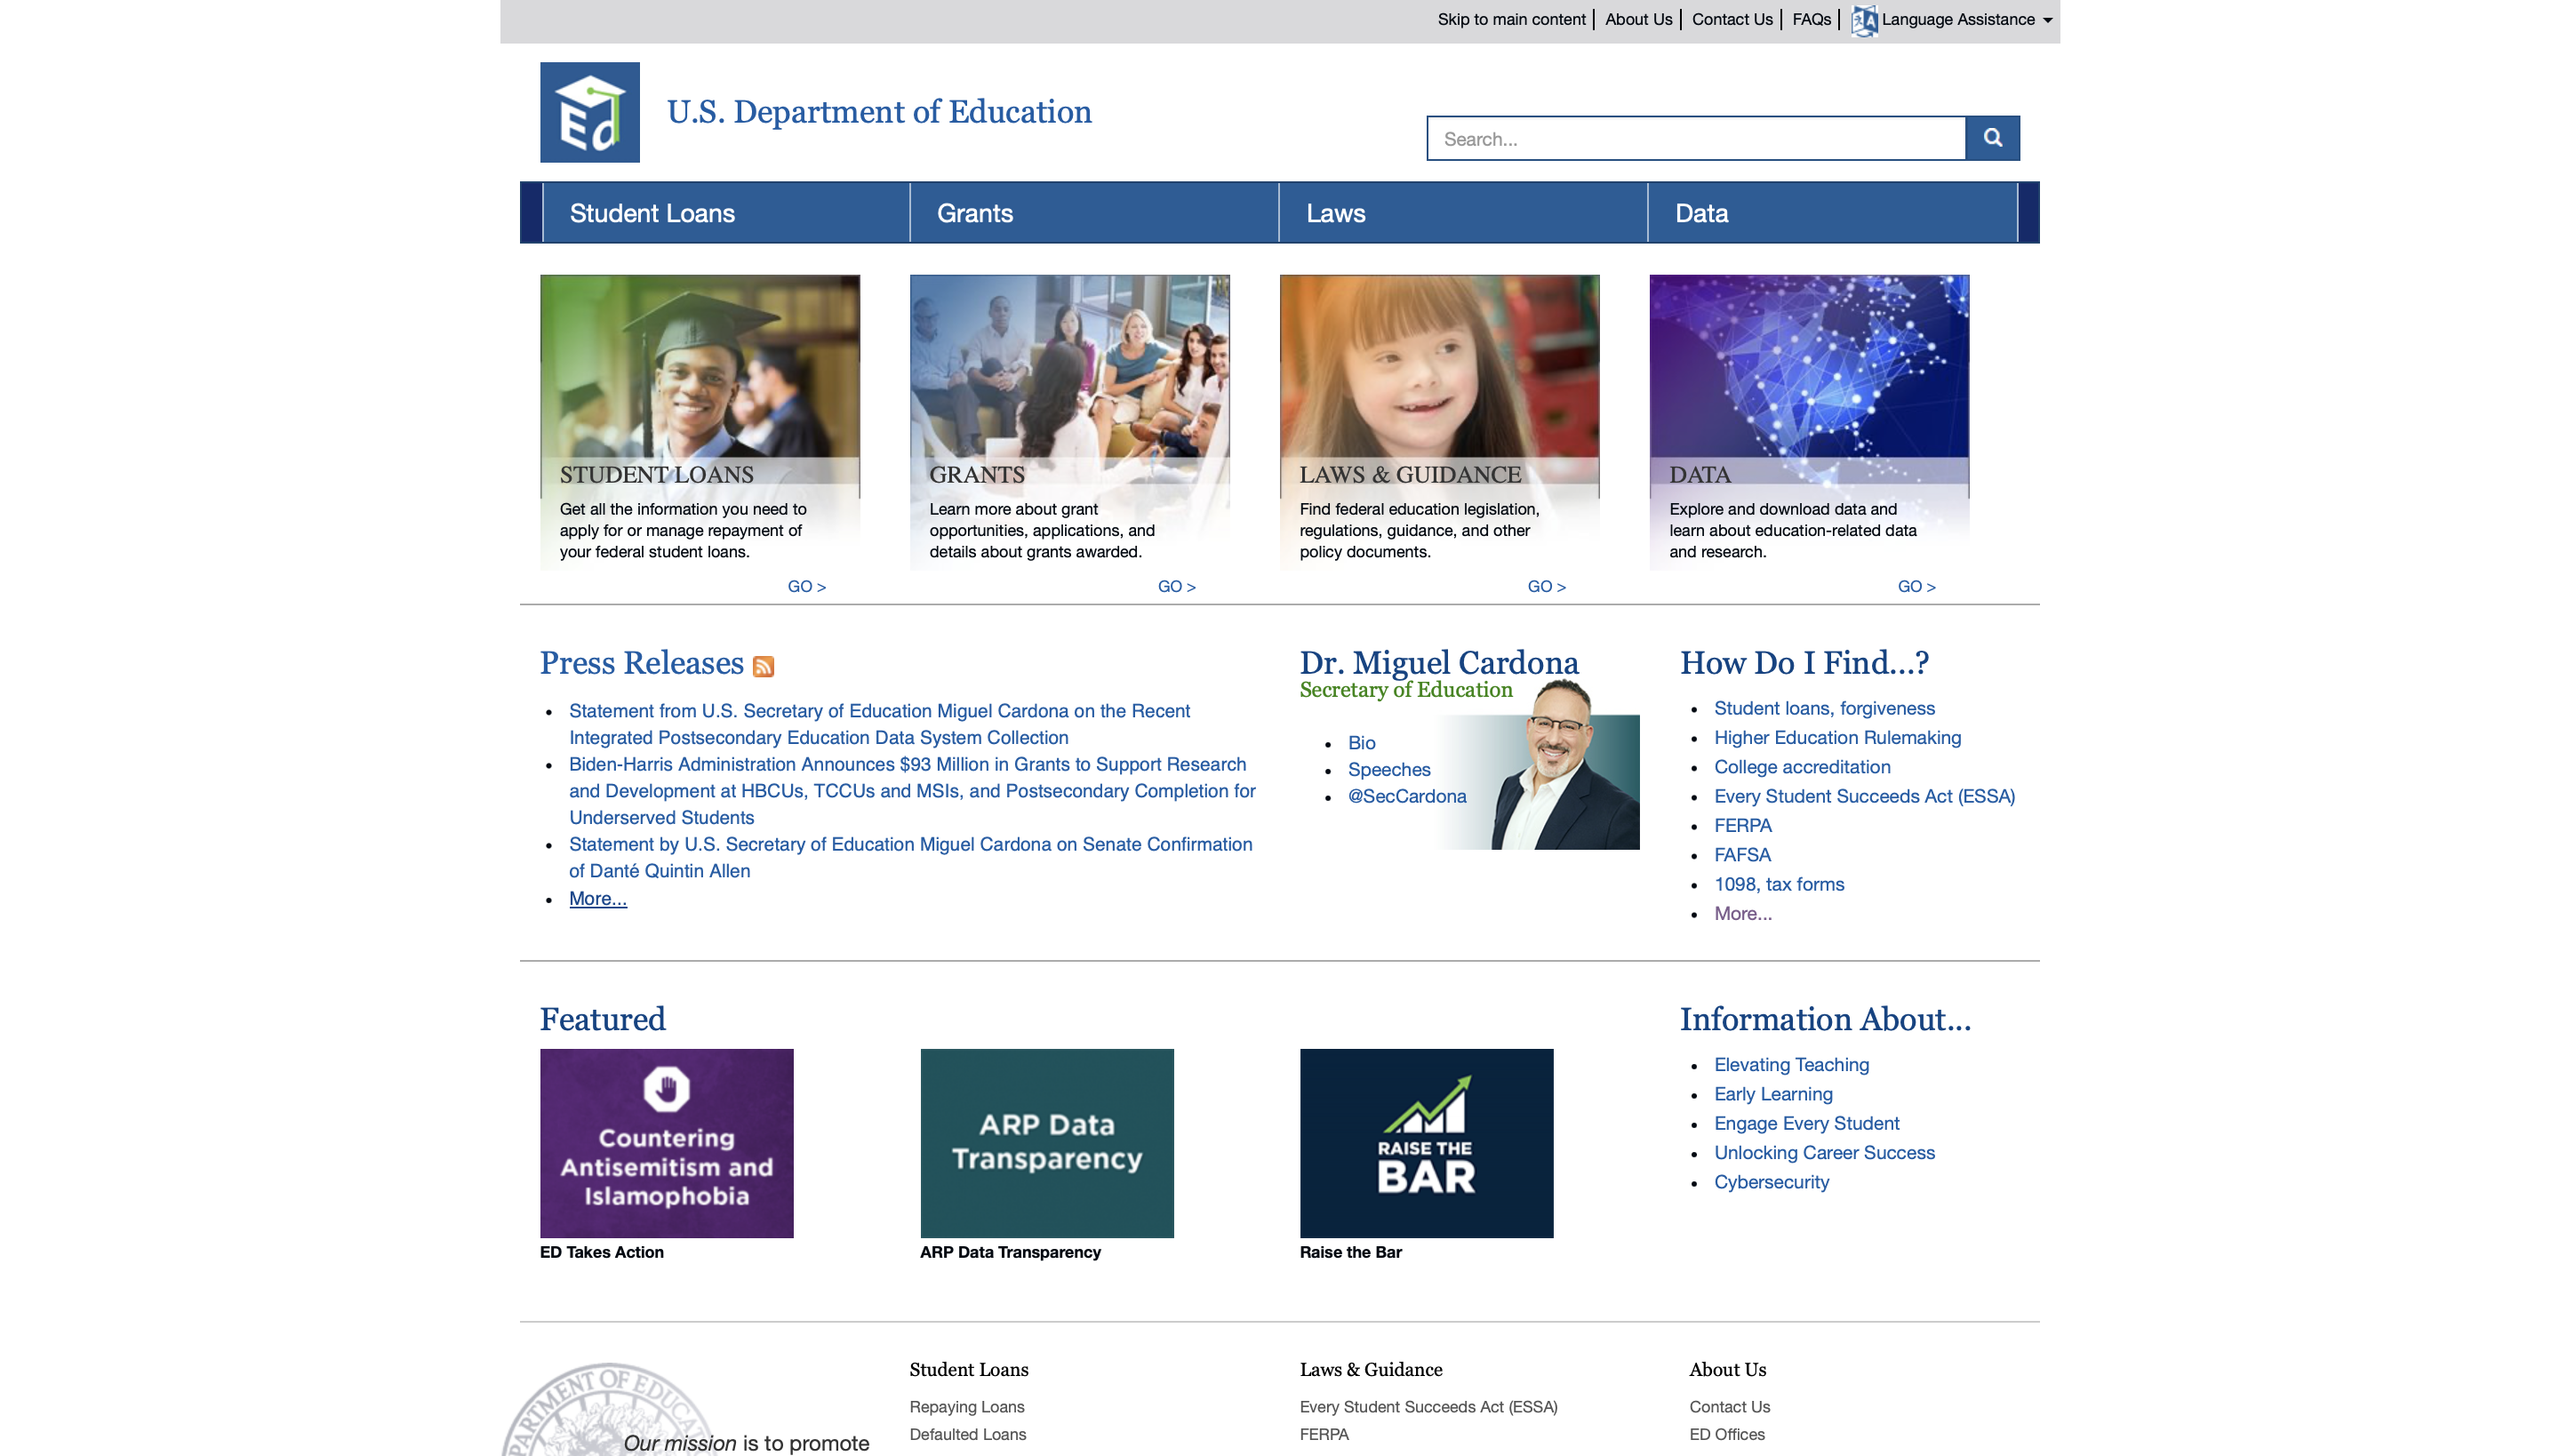 Skip to main content
About Us
Contact Us
FAQs
Language Assistance
Ed
U.S. Department of Education
Search...
Student Loans
Grants
Laws
Data
STUDENT LOANS
Get all the information you need to
apply for or manage repayment of
your federal student loans.
GO >
GRANTS
Learn more about grant
opportunities, applications, and
details about grants awarded.
GO >
LAWS & GUIDANCE
Find federal education legislation,
regulations, guidance, and other
policy documents.
GO >
DATA
Explore and download data and
learn about education-related data
and research.
GO >
Press Releases
Statement from U.S. Secretary of Education Miguel Cardona on the Recent
Integrated Postsecondary Education Data System Collection
Biden-Harris Administration Announces $93 Million in Grants to Support Research
and Development at HBCUs, TCCUs and MSIs, and Postsecondary Completion for
Underserved Students
Statement by U.S. Secretary of Education Miguel Cardona on Senate Confirmation
of Danté Quintin Allen
More...
Dr. Miguel Cardona
Secretary of Education
Bio
Speeches
@SecCardona
How Do I Find...?
Student loans, forgiveness
Higher Education Rulemaking
College accreditation
Every Student Succeeds Act (ESSA)
FERPA
FAFSA
1098, tax forms
More...
Featured
Countering
Antisemitism and
Islamophobia
ED Takes Action
ARP Data
Transparency
ARP Data Transparency
RAISE THE
BAR
Raise the Bar
Information About...
Elevating Teaching
Early Learning
Engage Every Student
Unlocking Career Success
Cybersecurity
PARTMENT OF EDUCA
Our mission is to promote
Student Loans
Repaying Loans
Defaulted Loans
Laws & Guidance
Every Student Succeeds Act (ESSA)
FERPA
About Us
Contact Us
ED Offices